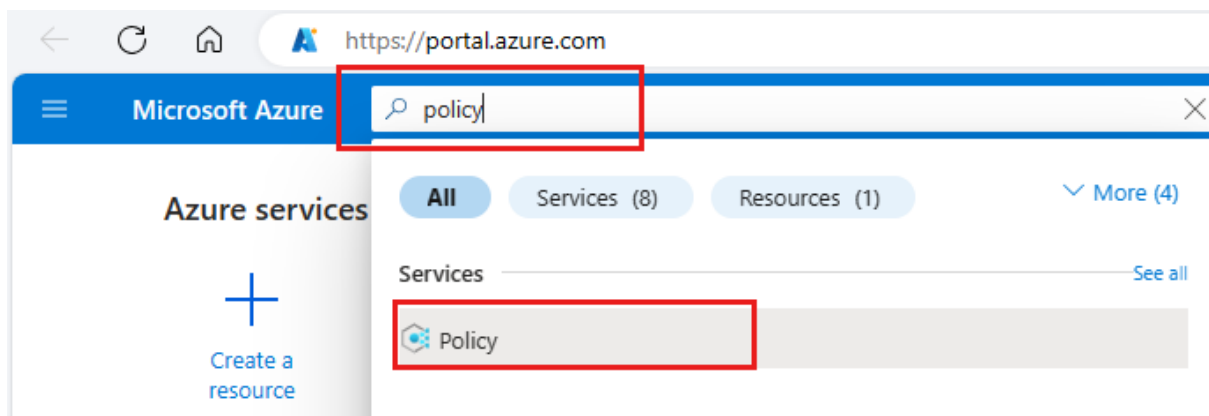 https://portal.azure.com
Microsoft Azure
policy
All
Services (8)
Resources (1)
More (4)
Azure services
Services
See all
Policy
Create a
resource